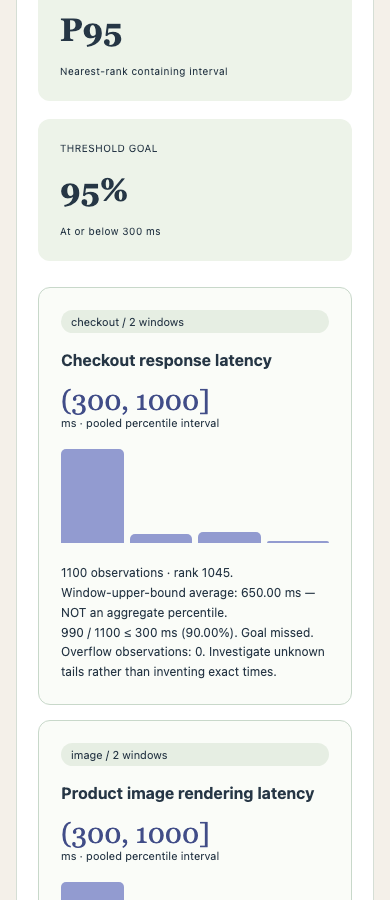 P95
Nearest-rank containing interval
THRESHOLD GOAL
95%
At or below 300 ms
checkout / 2 windows
Checkout response latency
(300, 1000]
ms · pooled percentile interval
1100 observations · rank 1045.
Window-upper-bound average: 650.00 ms —
NOT an aggregate percentile.
990 / 1100 ≤ 300 ms (90.00%). Goal missed.
Overflow observations: 0. Investigate unknown
tails rather than inventing exact times.
image / 2 windows
Product image rendering latency
(300, 1000]
ms · pooled percentile interval